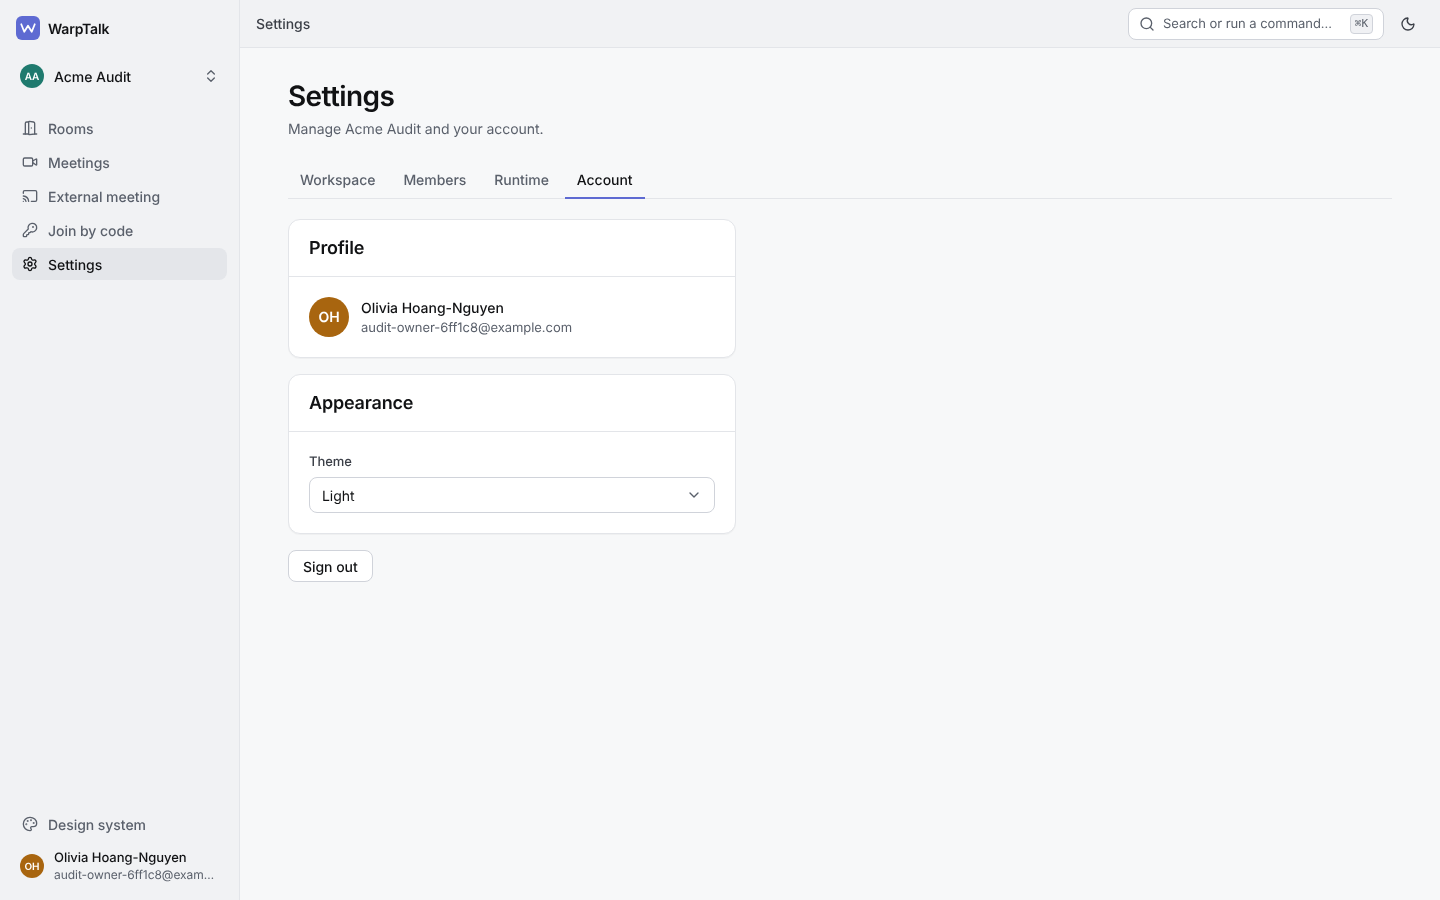 WarpTalk
AA
Acme Audit
Rooms
Meetings
External meeting
Join by code
Settings
Design system
OH
Olivia Hoang-Nguyen
audit-owner-6ff1c8@exam...
Settings
Search or run a command...
⌘K
Settings
Manage Acme Audit and your account.
Workspace
Members
Runtime
Account
Profile
OH
Olivia Hoang-Nguyen
audit-owner-6ff1c8@example.com
Appearance
Theme
Light
Sign out